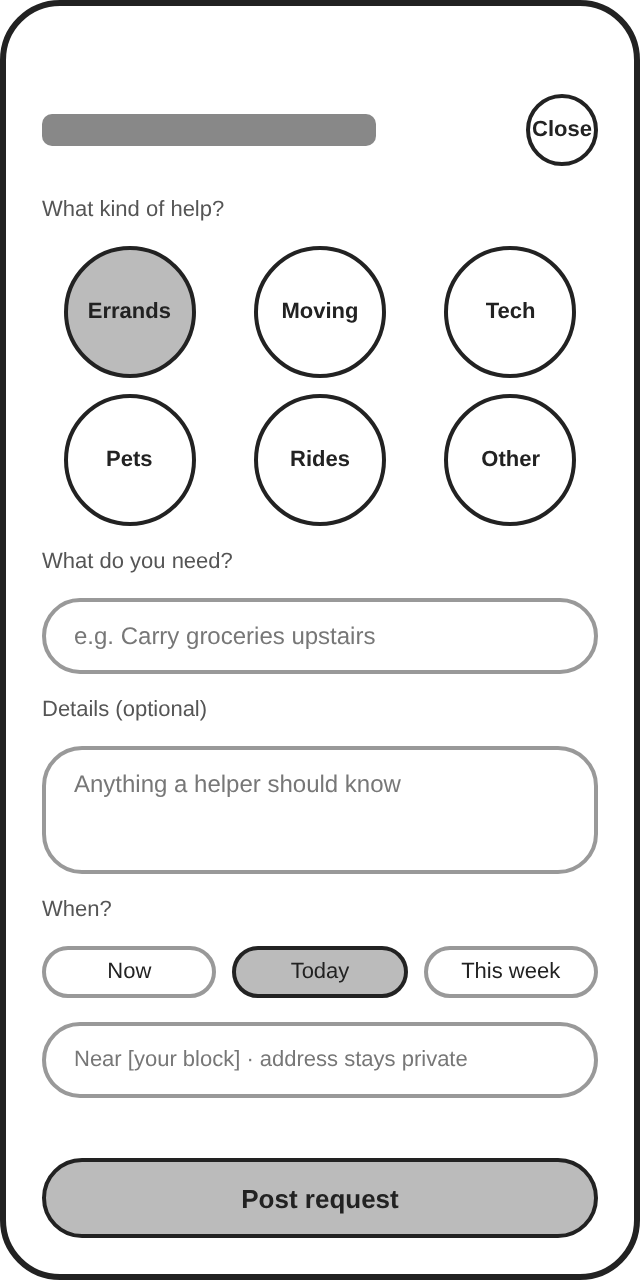 Close
What kind of help?
Errands
Moving
Tech
Pets
Rides
Other
What do you need?
e.g. Carry groceries upstairs
Details (optional)
Anything a helper should know
When?
Now
Today
This week
Near [your block] · address stays private
Post request